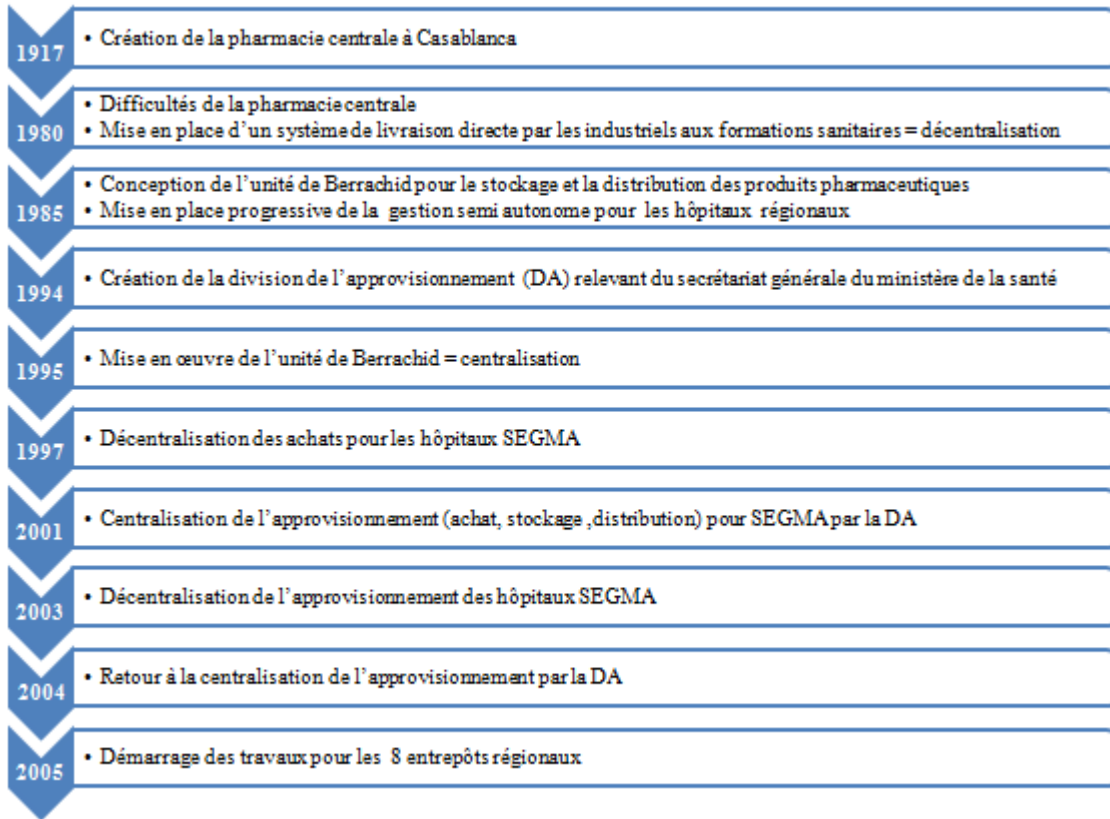 1917
• Création de la pharmacie centrale à Casablanca
1980
• Difficultés de la pharmacie centrale
• Mise en place d’un système de livraison directe par les industriels aux formations sanitaires = décentralisation
1985
• Conception de l’unité de Berrachid pour le stockage et la distribution des produits pharmaceutiques
• Mise en place progressive de la gestion semi autonome pour les hôpitaux régionaux
1994
• Création de la division de l’approvisionnement (DA) relevant du secrétariat générale du ministère de la santé
1995
• Mise en œuvre de l’unité de Berrachid = centralisation
1997
• Décentralisation des achats pour les hôpitaux SEGMA
2001
• Centralisation de l’approvisionnement (achat, stockage ,distribution) pour SEGMA par la DA
2003
• Décentralisation de l’approvisionnement des hôpitaux SEGMA
2004
• Retour à la centralisation de l’approvisionnement par la DA
2005
• Démarrage des travaux pour les 8 entrepôts régionaux